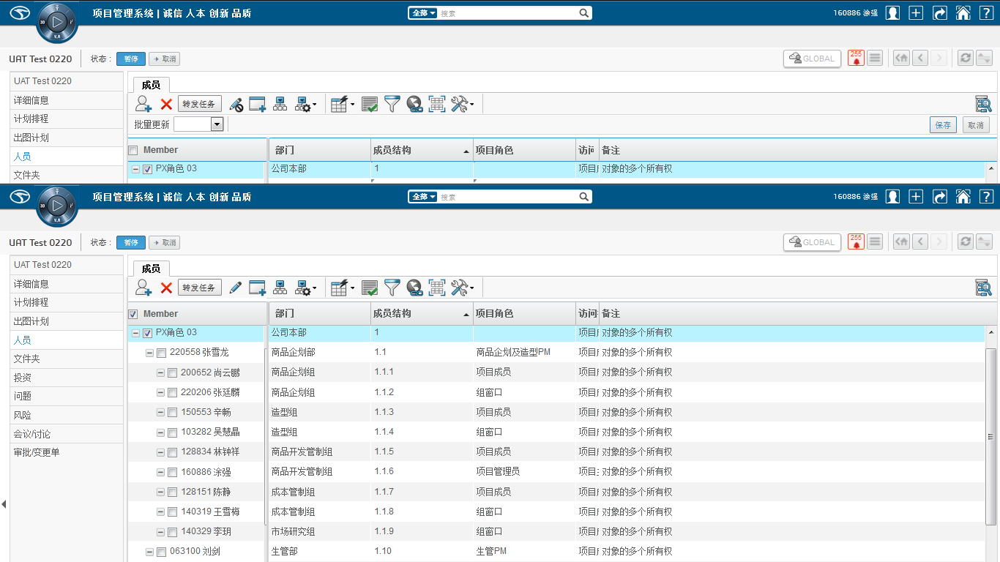 项目管理系统 | 诚信 人本 创新 品质 全部 搜索 160886 涂强
3D V.R
UAT Test 0220 状态： 暂停 取消 GLOBAL 255
UAT Test 0220 成员
详细信息 转发任务
计划排程 批量更新 保存 取消
出图计划
人员 Member 部门 成员结构 项目角色 访问 备注
文件夹 PX角色 03 公司本部 1 项目 对象的多个所有权
项目管理系统 | 诚信 人本 创新 品质 全部 搜索 160886 涂强
3D V.R
UAT Test 0220 状态： 暂停 取消 GLOBAL 255
UAT Test 0220 成员
详细信息 转发任务
计划排程
出图计划 Member 部门 成员结构 项目角色 访问 备注
人员 PX角色 03 公司本部 1 项目 对象的多个所有权
文件夹 220558 张雪龙 商品企划部 1.1 商品企划及造型PM 项目 对象的多个所有权
投资 200652 尚云鹏 商品企划组 1.1.1 项目成员 项目 对象的多个所有权
问题 220206 张廷麟 商品企划组 1.1.2 组窗口 项目 对象的多个所有权
风险 150553 辛畅 造型组 1.1.3 项目成员 项目 对象的多个所有权
会议/讨论 103282 吴慧晶 造型组 1.1.4 组窗口 项目 对象的多个所有权
审批/变更单 128834 林钟祥 商品开发管制组 1.1.5 项目成员 项目 对象的多个所有权
160886 涂强 商品开发管制组 1.1.6 项目管理员 项目 对象的多个所有权
128151 陈静 成本管制组 1.1.7 项目成员 项目 对象的多个所有权
140319 王雪梅 成本管制组 1.1.8 组窗口 项目 对象的多个所有权
140329 李玥 市场研究组 1.1.9 组窗口 项目 对象的多个所有权
063100 刘剑 生管部 1.10 生管PM 项目 对象的多个所有权